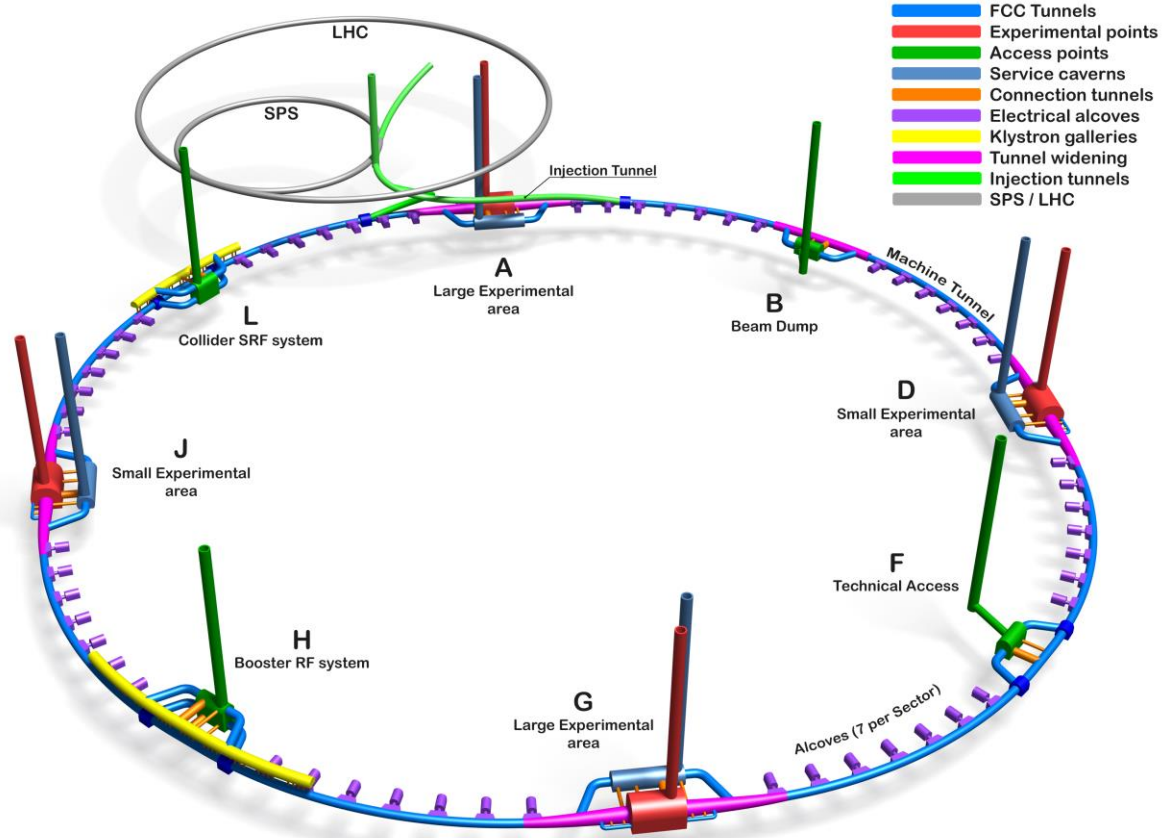 FCC Tunnels
Experimental points
Access points
Service caverns
Connection tunnels
Electrical alcoves
Klystron galleries
Tunnel widening
Injection tunnels
SPS / LHC
LHC
SPS
Injection Tunnel
A
Large Experimental
area
B
Beam Dump
Machine Tunnel
L
Collider SRF system
D
Small Experimental
area
J
Small Experimental
area
F
Technical Access
H
Booster RF system
G
Large Experimental
area
Alcoves (7 per Sector)